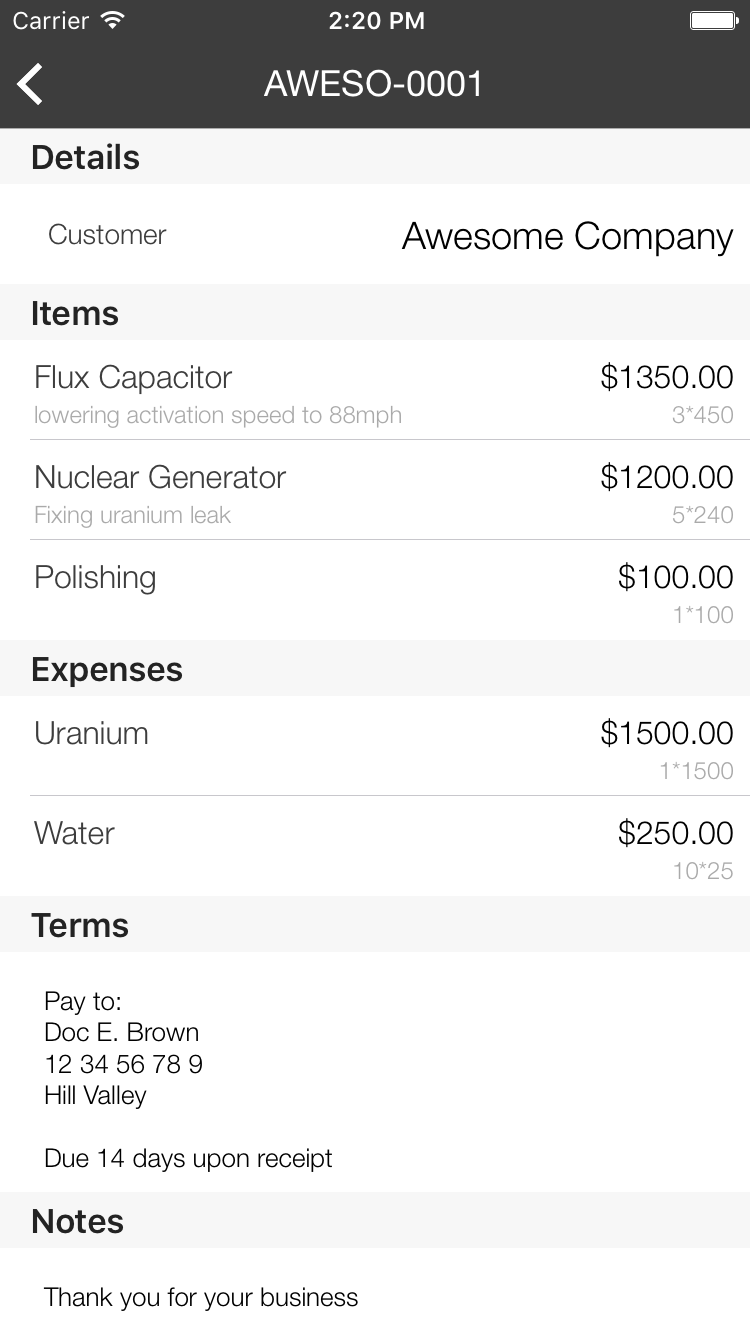 Carrier 2:20 PM
AWESO-0001
Details
Customer Awesome Company
Items
Flux Capacitor $1350.00
lowering activation speed to 88mph 3*450
Nuclear Generator $1200.00
Fixing uranium leak 5*240
Polishing $100.00
1*100
Expenses
Uranium $1500.00
1*1500
Water $250.00
10*25
Terms
Pay to:
Doc E. Brown
12 34 56 78 9
Hill Valley
Due 14 days upon receipt
Notes
Thank you for your business